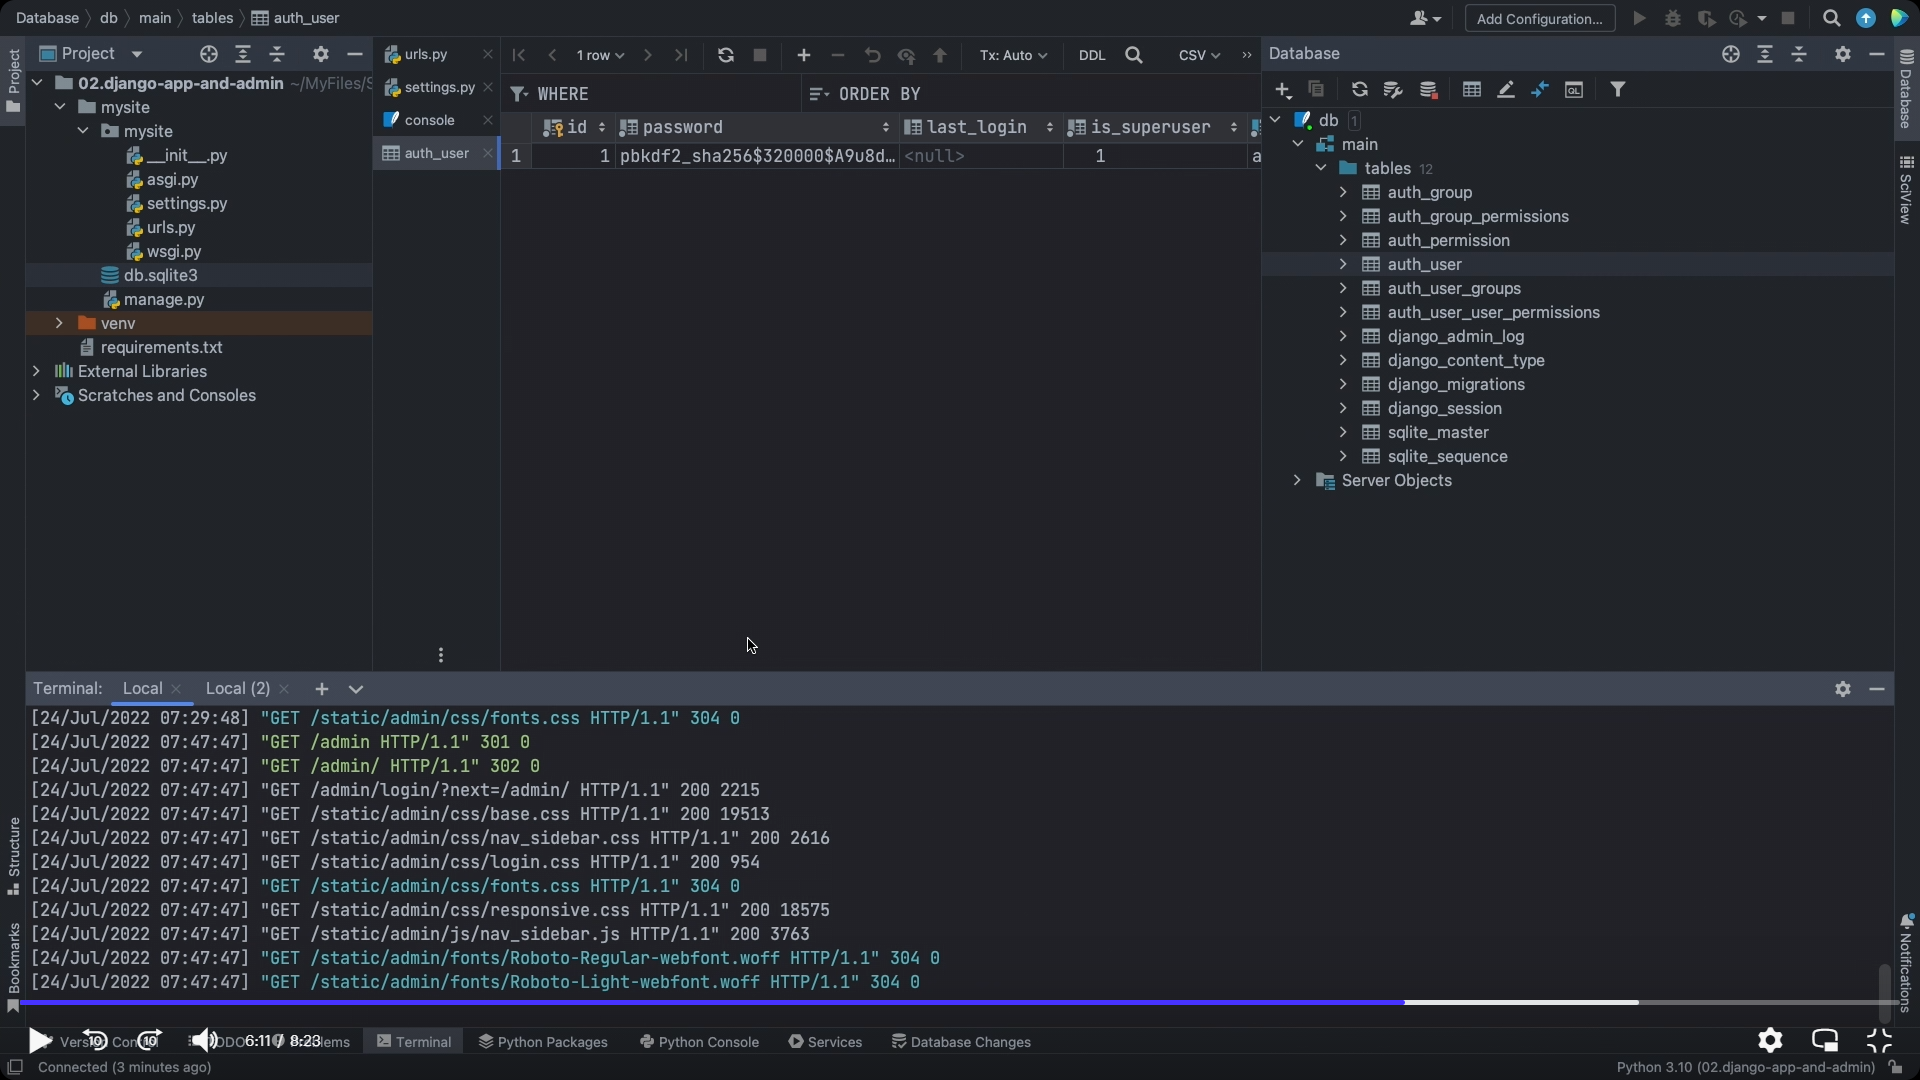 Database db main tables auth_user
Add Configuration...
Project
Project
02.django-app-and-admin ~/MyFiles/S
mysite
mysite
__init__.py
asgi.py
settings.py
urls.py
wsgi.py
db.sqlite3
manage.py
venv
requirements.txt
External Libraries
Scratches and Consoles
urls.py
settings.py
console
auth_user
1 row Tx: Auto DDL CSV
WHERE ORDER BY
id password last_login is_superuser
1 1 pbkdf2_sha256$320000$A9u8d… <null> 1 a
Database
db 1
main
tables 12
auth_group
auth_group_permissions
auth_permission
auth_user
auth_user_groups
auth_user_user_permissions
django_admin_log
django_content_type
django_migrations
django_session
sqlite_master
sqlite_sequence
Server Objects
Database
SciView
Notifications
Structure
Bookmarks
Terminal: Local Local (2)
[24/Jul/2022 07:29:48] "GET /static/admin/css/fonts.css HTTP/1.1" 304 0
[24/Jul/2022 07:47:47] "GET /admin HTTP/1.1" 301 0
[24/Jul/2022 07:47:47] "GET /admin/ HTTP/1.1" 302 0
[24/Jul/2022 07:47:47] "GET /admin/login/?next=/admin/ HTTP/1.1" 200 2215
[24/Jul/2022 07:47:47] "GET /static/admin/css/base.css HTTP/1.1" 200 19513
[24/Jul/2022 07:47:47] "GET /static/admin/css/nav_sidebar.css HTTP/1.1" 200 2616
[24/Jul/2022 07:47:47] "GET /static/admin/css/login.css HTTP/1.1" 200 954
[24/Jul/2022 07:47:47] "GET /static/admin/css/fonts.css HTTP/1.1" 304 0
[24/Jul/2022 07:47:47] "GET /static/admin/css/responsive.css HTTP/1.1" 200 18575
[24/Jul/2022 07:47:47] "GET /static/admin/js/nav_sidebar.js HTTP/1.1" 200 3763
[24/Jul/2022 07:47:47] "GET /static/admin/fonts/Roboto-Regular-webfont.woff HTTP/1.1" 304 0
[24/Jul/2022 07:47:47] "GET /static/admin/fonts/Roboto-Light-webfont.woff HTTP/1.1" 304 0
10 10 6:11 / 8:23 Terminal Python Packages Python Console Services Database Changes
Connected (3 minutes ago) Python 3.10 (02.django-app-and-admin)